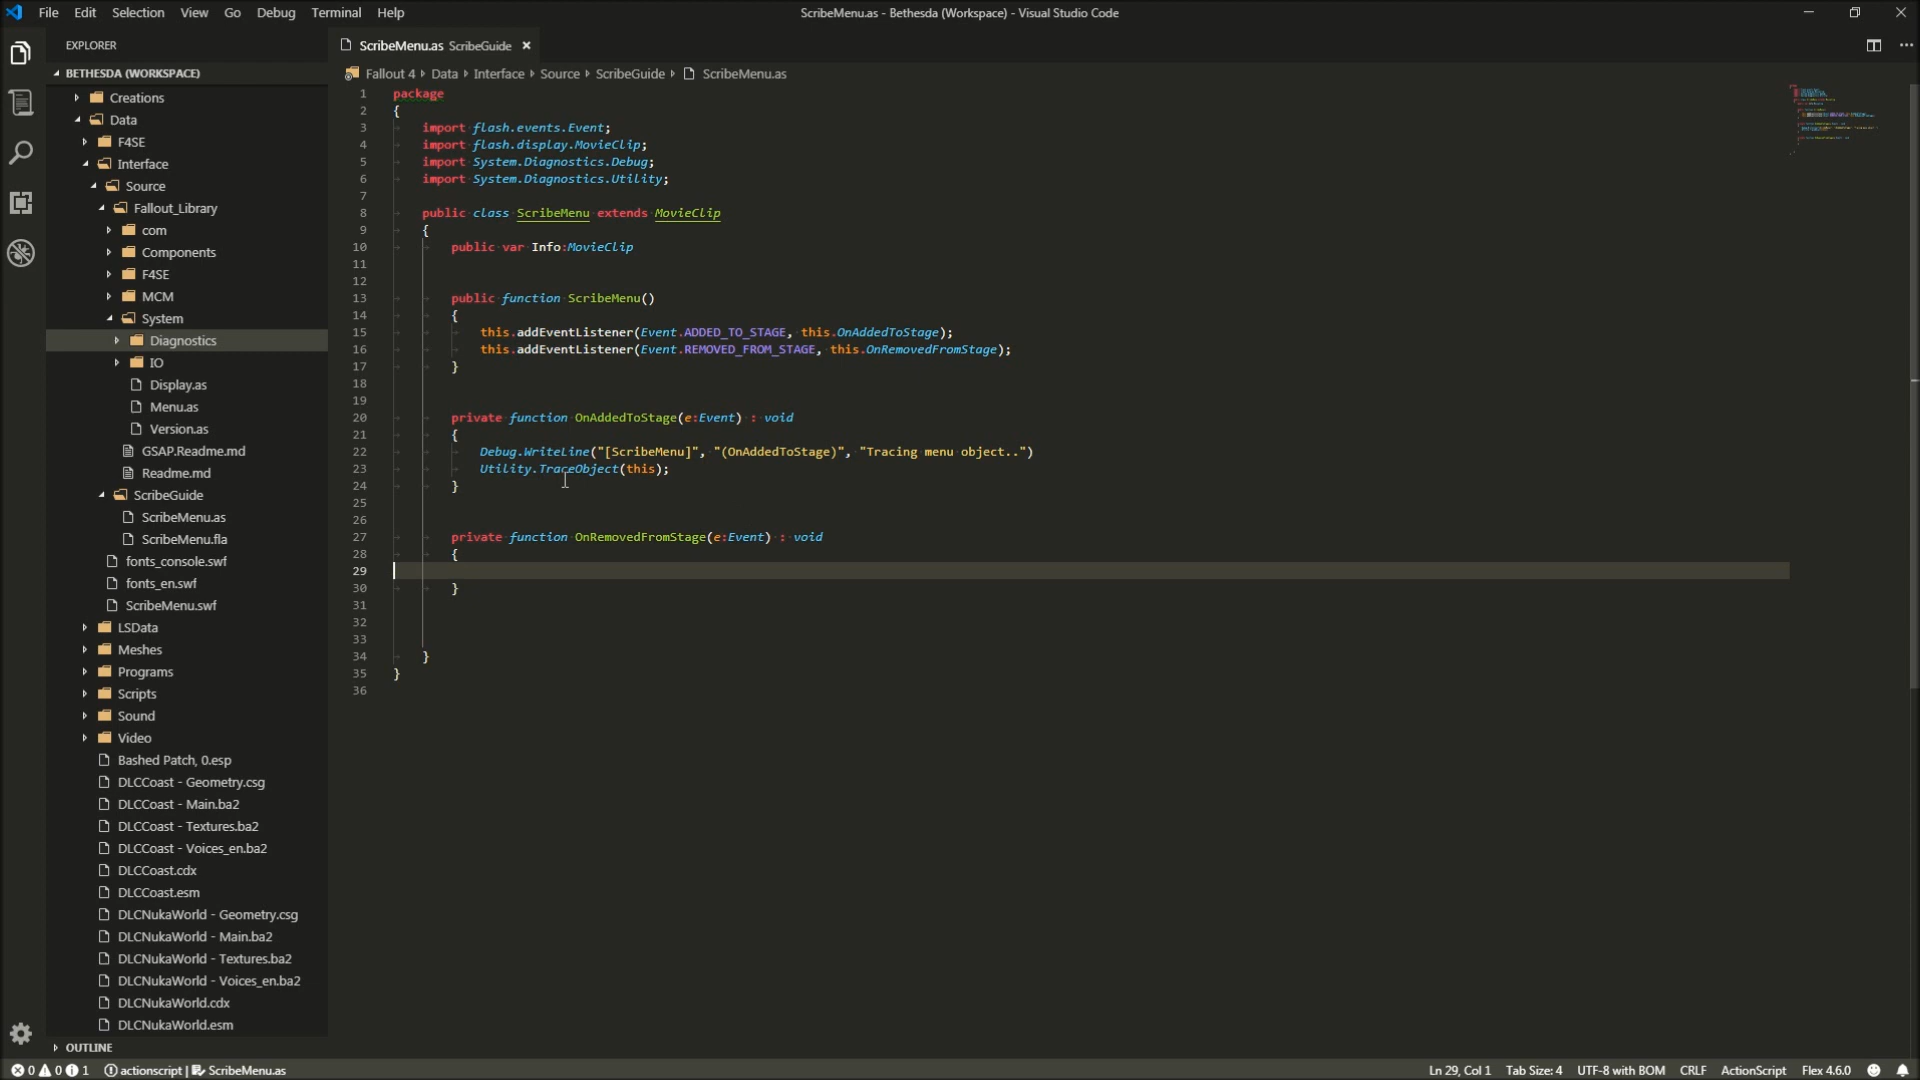 File Edit Selection View Go Debug Terminal Help
ScribeMenu.as - Bethesda (Workspace) - Visual Studio Code
EXPLORER
BETHESDA (WORKSPACE)
Creations
Data
F4SE
Interface
Source
Fallout_Library
com
Components
F4SE
MCM
System
Diagnostics
IO
Display.as
Menu.as
Version.as
GSAP.Readme.md
Readme.md
ScribeGuide
ScribeMenu.as
ScribeMenu.fla
fonts_console.swf
fonts_en.swf
ScribeMenu.swf
LSData
Meshes
Programs
Scripts
Sound
Video
Bashed Patch, 0.esp
DLCCoast - Geometry.csg
DLCCoast - Main.ba2
DLCCoast - Textures.ba2
DLCCoast - Voices_en.ba2
DLCCoast.cdx
DLCCoast.esm
DLCNukaWorld - Geometry.csg
DLCNukaWorld - Main.ba2
DLCNukaWorld - Textures.ba2
DLCNukaWorld - Voices_en.ba2
DLCNukaWorld.cdx
DLCNukaWorld.esm
OUTLINE
ScribeMenu.as ScribeGuide
Fallout 4 Data Interface Source ScribeGuide ScribeMenu.as
1 package
2 {
3 import flash.events.Event;
4 import flash.display.MovieClip;
5 import System.Diagnostics.Debug;
6 import System.Diagnostics.Utility;
7
8 public class ScribeMenu extends MovieClip
9 {
10 public var Info:MovieClip
11
12
13 public function ScribeMenu()
14 {
15 this.addEventListener(Event.ADDED_TO_STAGE, this.OnAddedToStage);
16 this.addEventListener(Event.REMOVED_FROM_STAGE, this.OnRemovedFromStage);
17 }
18
19
20 private function OnAddedToStage(e:Event) : void
21 {
22 Debug.WriteLine("[ScribeMenu]", "(OnAddedToStage)", "Tracing menu object..")
23 Utility.TraceObject(this);
24 }
25
26
27 private function OnRemovedFromStage(e:Event) : void
28 {
29
30 }
31
32
33
34 }
35 }
36
0 0 1 actionscript | ScribeMenu.as
Ln 29, Col 1 Tab Size: 4 UTF-8 with BOM CRLF ActionScript Flex 4.6.0